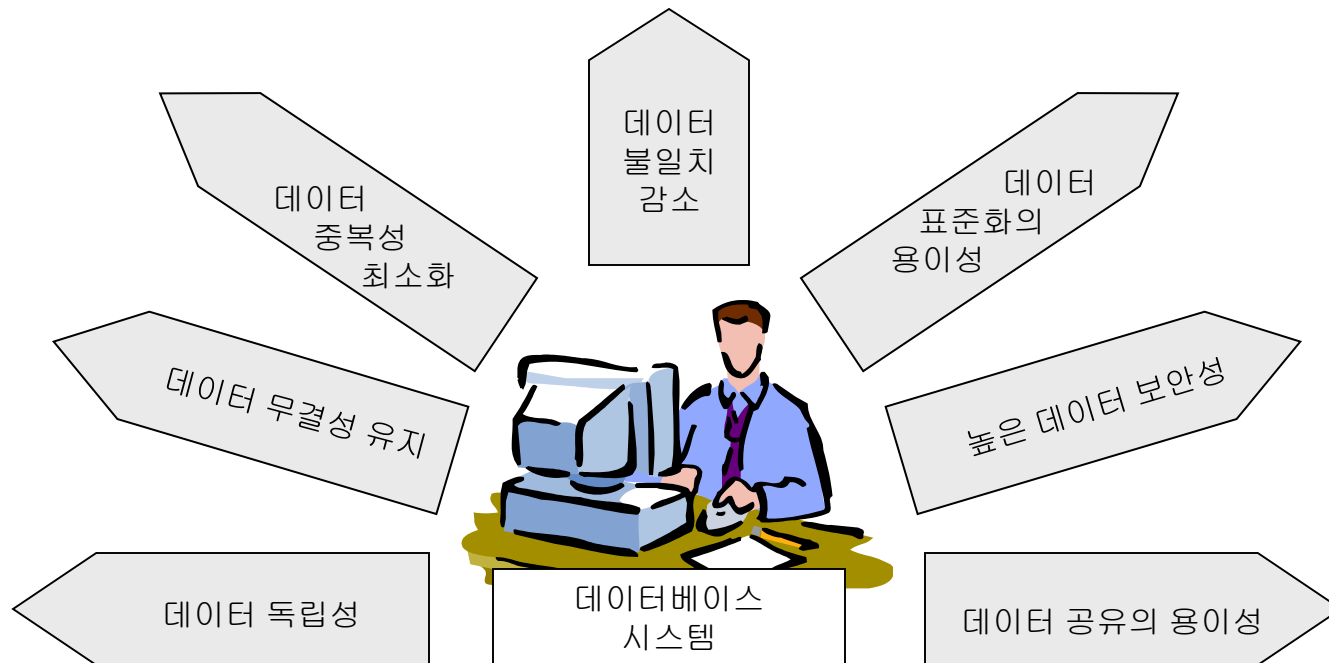 데이터
불일치
감소
데이터
중복성
최소화
데이터
표준화의
용이성
데이터 무결성 유지
높은 데이터 보안성
데이터 독립성
데이터베이스
시스템
데이터 공유의 용이성